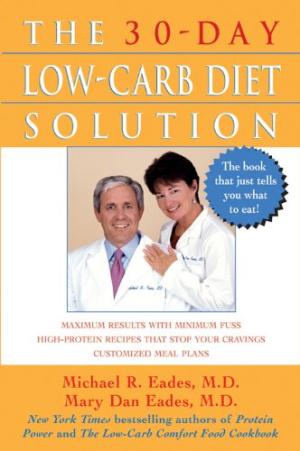 THE 30-DAY
LOW-CARB DIET
SOLUTION
The book
that just tells
you what
to eat!
Michael R. Eades, M.D.
MAXIMUM RESULTS WITH MINIMUM FUSS
HIGH-PROTEIN RECIPES THAT STOP YOUR CRAVINGS
CUSTOMIZED MEAL PLANS
Michael R. Eades, M.D.
Mary Dan Eades, M.D.
New York Times bestselling authors of Protein
Power and The Low-Carb Comfort Food Cookbook